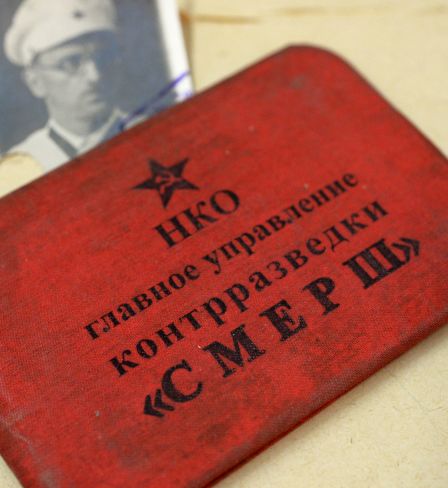 НКО
главное управление
контрразведки
«СМЕРШ»